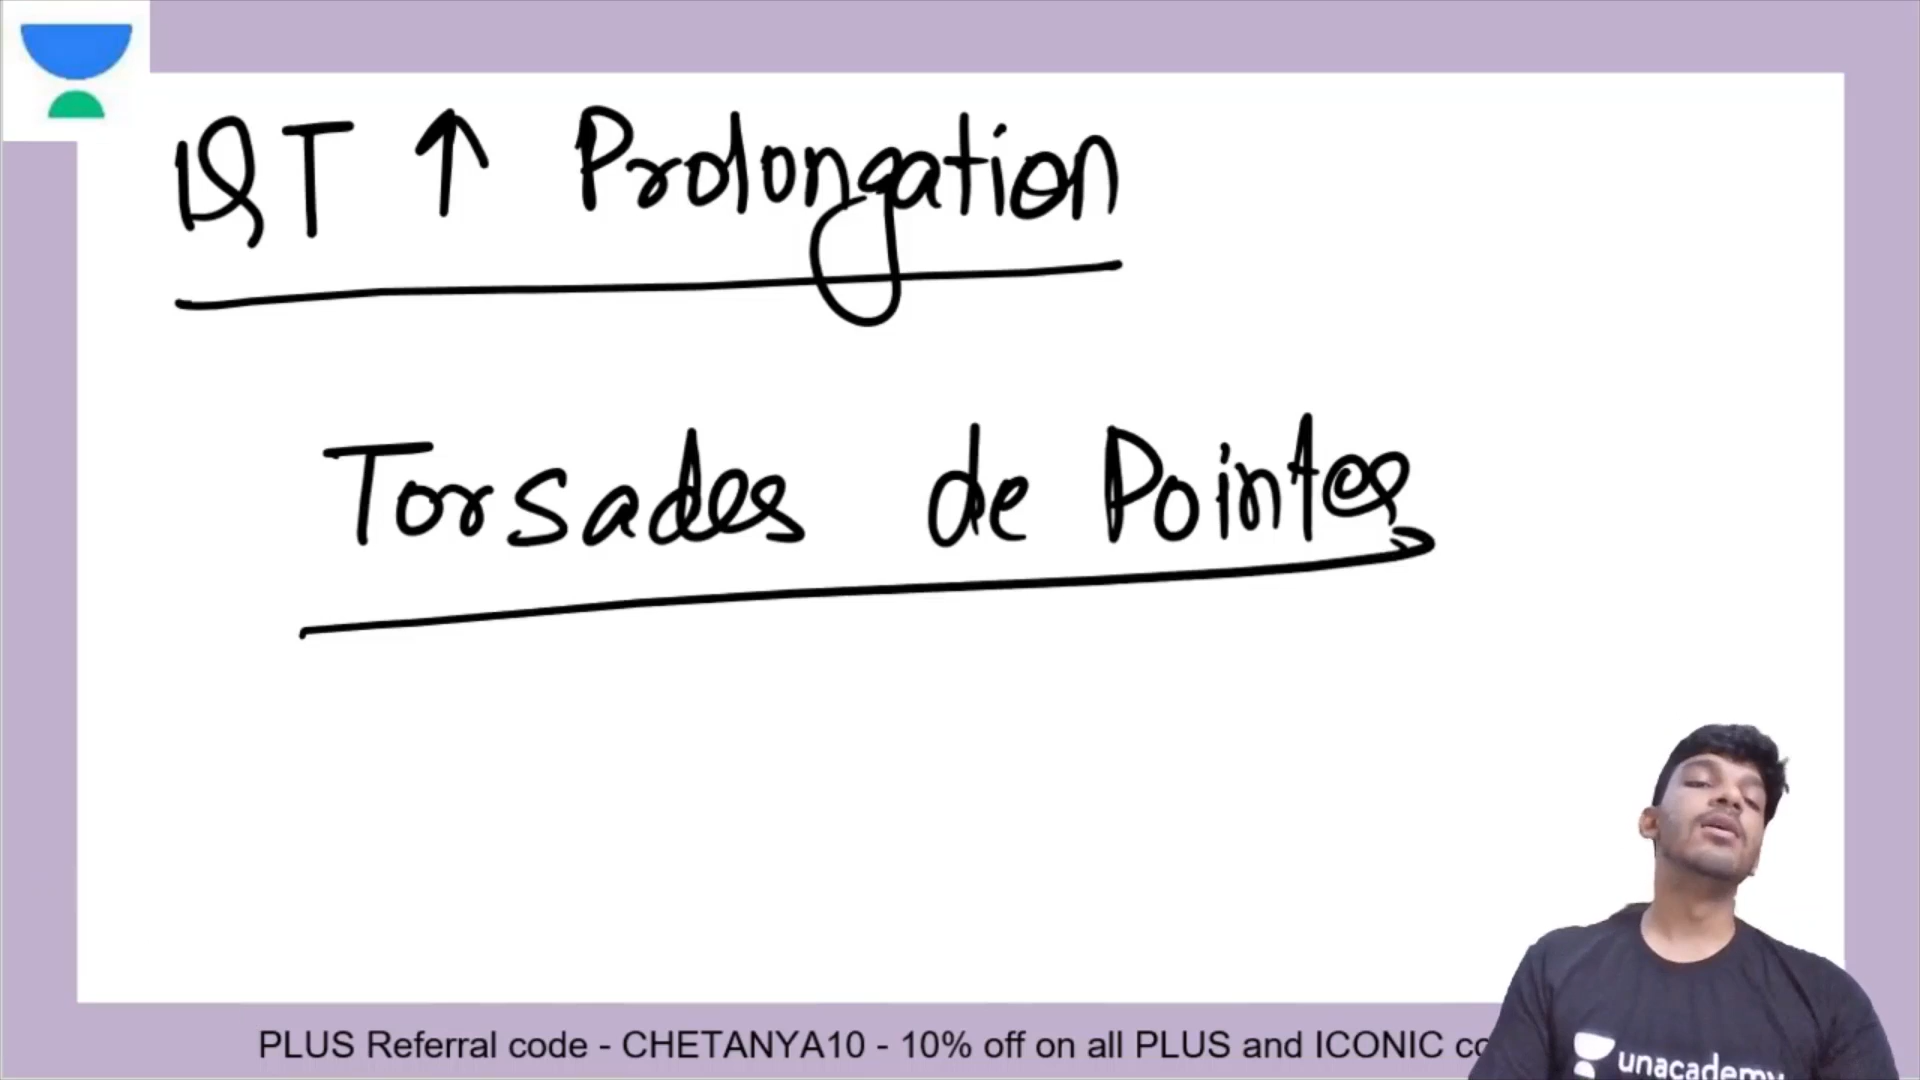 QT ↑ Prolongation
Torsades de Pointes
PLUS Referral code - CHETANYA10 - 10% off on all PLUS and ICONIC
unacademy